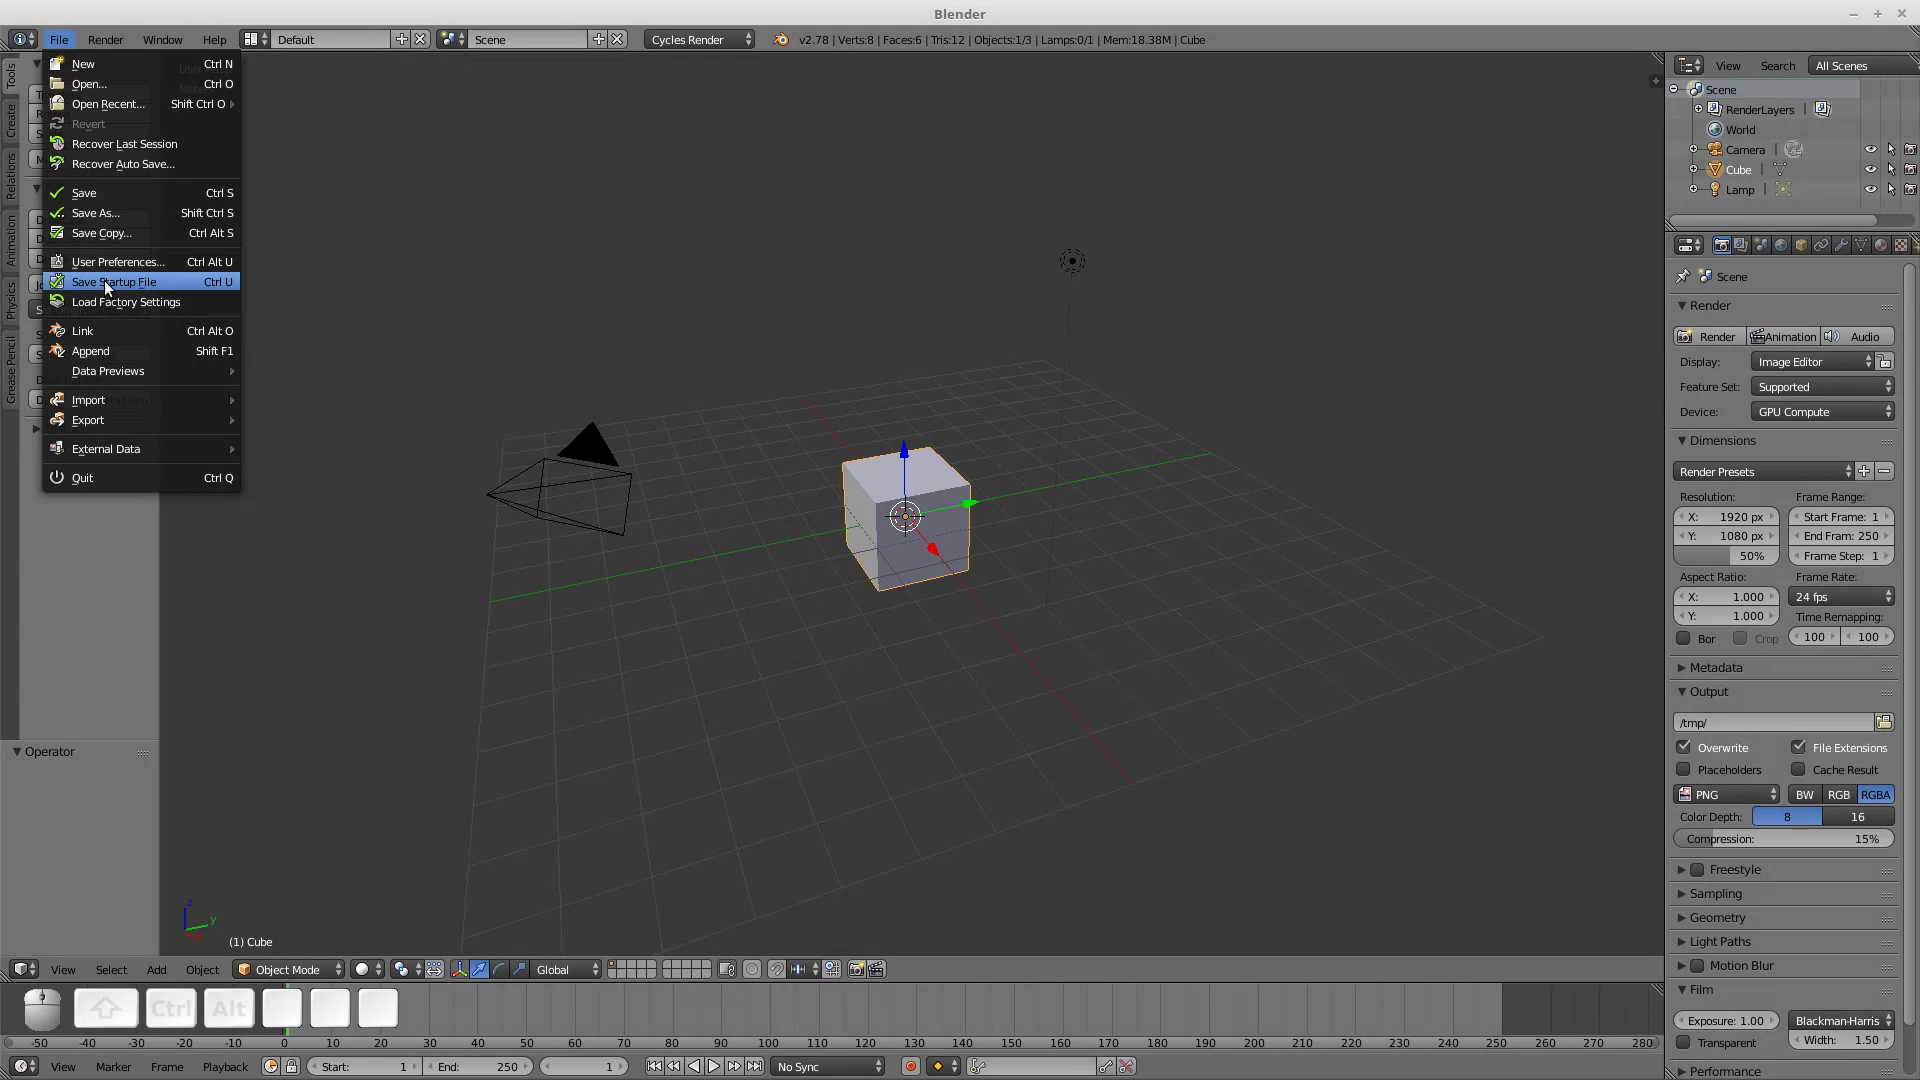 Blender
File Render Window Help Default Scene Cycles Render v2.78 | Verts:8 | Faces:6 | Tris:12 | Objects:1/3 | Lamps:0/1 | Mem:18.38M | Cube
New Ctrl N
Open... Ctrl O
Open Recent... Shift Ctrl O
Revert
Recover Last Session
Recover Auto Save...
Save Ctrl S
Save As... Shift Ctrl S
Save Copy... Ctrl Alt S
User Preferences... Ctrl Alt U
Save Startup File Ctrl U
Load Factory Settings
Link Ctrl Alt O
Append Shift F1
Data Previews
Import
Export
External Data
Quit Ctrl Q
Tools
Create
Relations
Animation
Physics
Grease Pencil
Operator
z
y
(1) Cube
View Select Add Object Object Mode Global
Ctrl Alt
-50 -40 -30 -20 -10 0 10 20 30 40 50 60 70 80 90 100 110 120 130 140 150 160 170 180 190 200 210 220 230 240 250 260 270 280
View Marker Frame Playback Start: 1 End: 250 1 No Sync
View Search All Scenes
Scene
RenderLayers
World
Camera
Cube
Lamp
Scene
Render
Render Animation Audio
Display: Image Editor
Feature Set: Supported
Device: GPU Compute
Dimensions
Render Presets
Resolution: Frame Range:
X: 1920 px Start Frame: 1
Y: 1080 px End Fram: 250
50% Frame Step: 1
Aspect Ratio: Frame Rate:
X: 1.000 24 fps
Y: 1.000 Time Remapping:
Bor Crop 100 100
Metadata
Output
/tmp/
Overwrite File Extensions
Placeholders Cache Result
PNG BW RGB RGBA
Color Depth: 8 16
Compression: 15%
Freestyle
Sampling
Geometry
Light Paths
Motion Blur
Film
Exposure: 1.00 Blackman-Harris
Transparent Width: 1.50
Performance